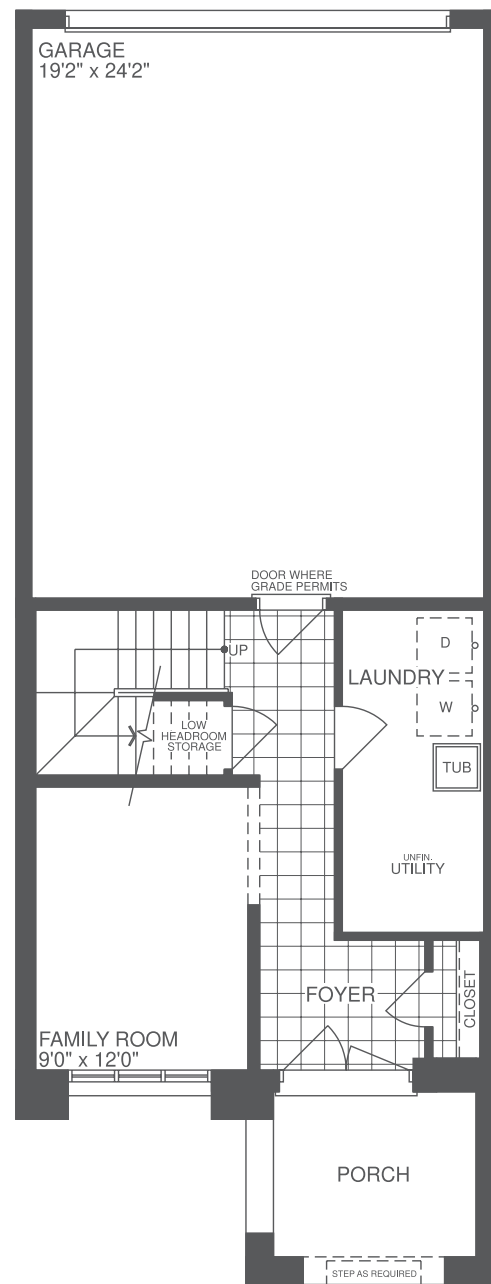 GARAGE
19'2" x 24'2"
DOOR WHERE
GRADE PERMITS
UP
D
LAUNDRY
W
LOW
HEADROOM
STORAGE
TUB
UNFIN.
UTILITY
FOYER
CLOSET
FAMILY ROOM
9'0" x 12'0"
PORCH
STEP AS REQUIRED